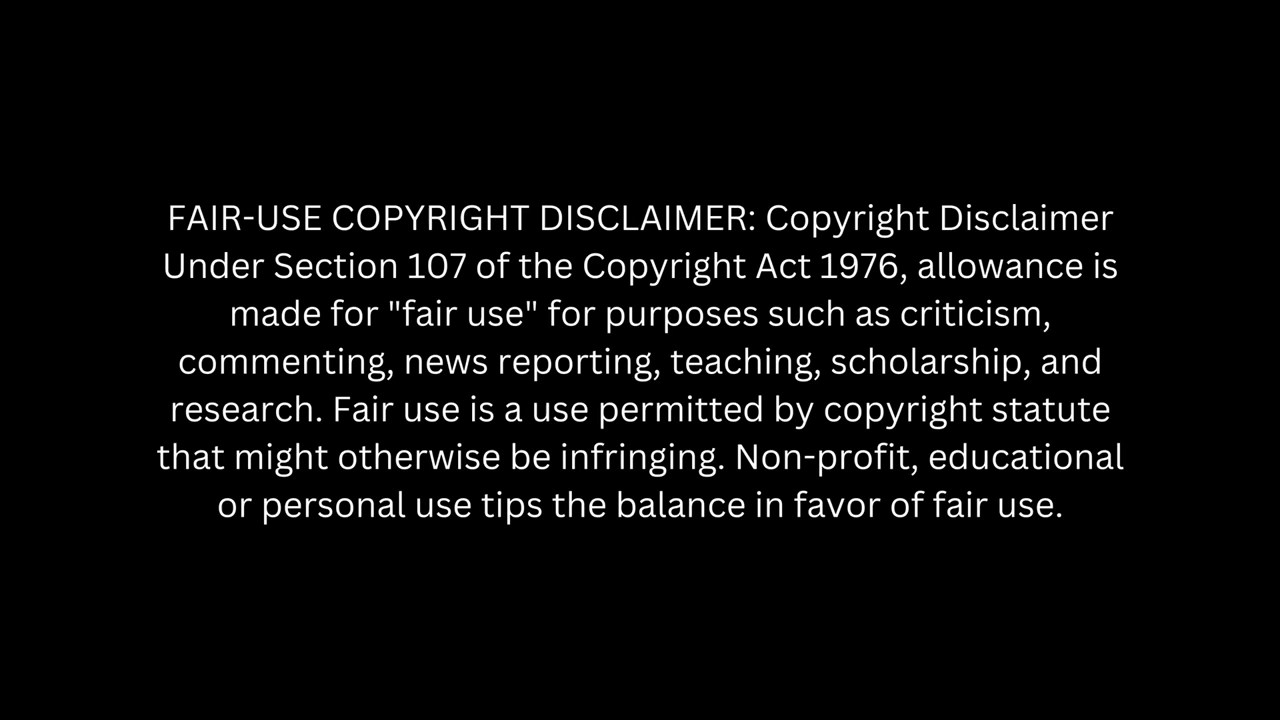 FAIR-USE COPYRIGHT DISCLAIMER: Copyright Disclaimer
Under Section 107 of the Copyright Act 1976, allowance is
made for "fair use" for purposes such as criticism,
commenting, news reporting, teaching, scholarship, and
research. Fair use is a use permitted by copyright statute
that might otherwise be infringing. Non-profit, educational
or personal use tips the balance in favor of fair use.